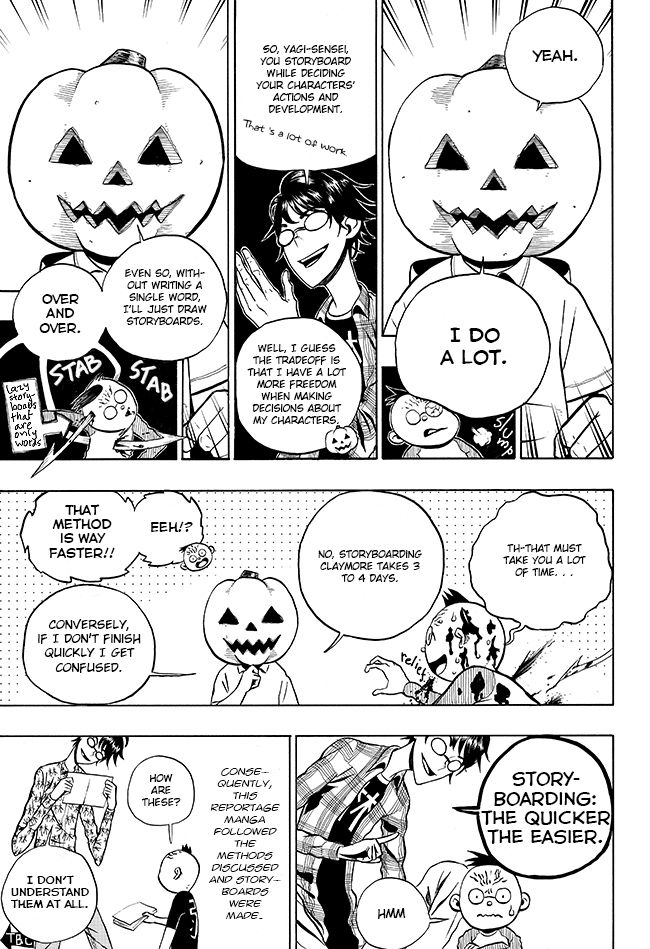 YEAH.
I DO
A LOT.
SLUMP
SO, YAGI-SENSEI,
YOU STORYBOARD
WHILE DECIDING
YOUR CHARACTERS'
ACTIONS AND
DEVELOPMENT.
That's a lot of work
WELL, I GUESS
THE TRADEOFF IS
THAT I HAVE A LOT
MORE FREEDOM
WHEN MAKING
DECISIONS ABOUT
MY CHARACTERS.
EVEN SO, WITH-
OUT WRITING A
SINGLE WORD,
I'LL JUST DRAW
STORYBOARDS.
OVER
AND
OVER.
STAB
STAB
Lazy
story-
boards
that
are
only
words
TH-THAT MUST
TAKE YOU A LOT
OF TIME. . .
relief
NO, STORYBOARDING
CLAYMORE TAKES 3
TO 4 DAYS.
EEH!?
THAT
METHOD
IS WAY
FASTER!!
CONVERSELY,
IF I DON'T FINISH
QUICKLY I GET
CONFUSED.
STORY-
BOARDING:
THE QUICKER
THE EASIER.
HMM
CONSE-
QUENTLY,
THIS
REPORTAGE
MANGA
FOLLOWED
THE
METHODS
DISCUSSED
AND STORY-
BOARDS
WERE
MADE..
HOW
ARE
THESE?
I DON'T
UNDERSTAND
THEM AT ALL.
TBC